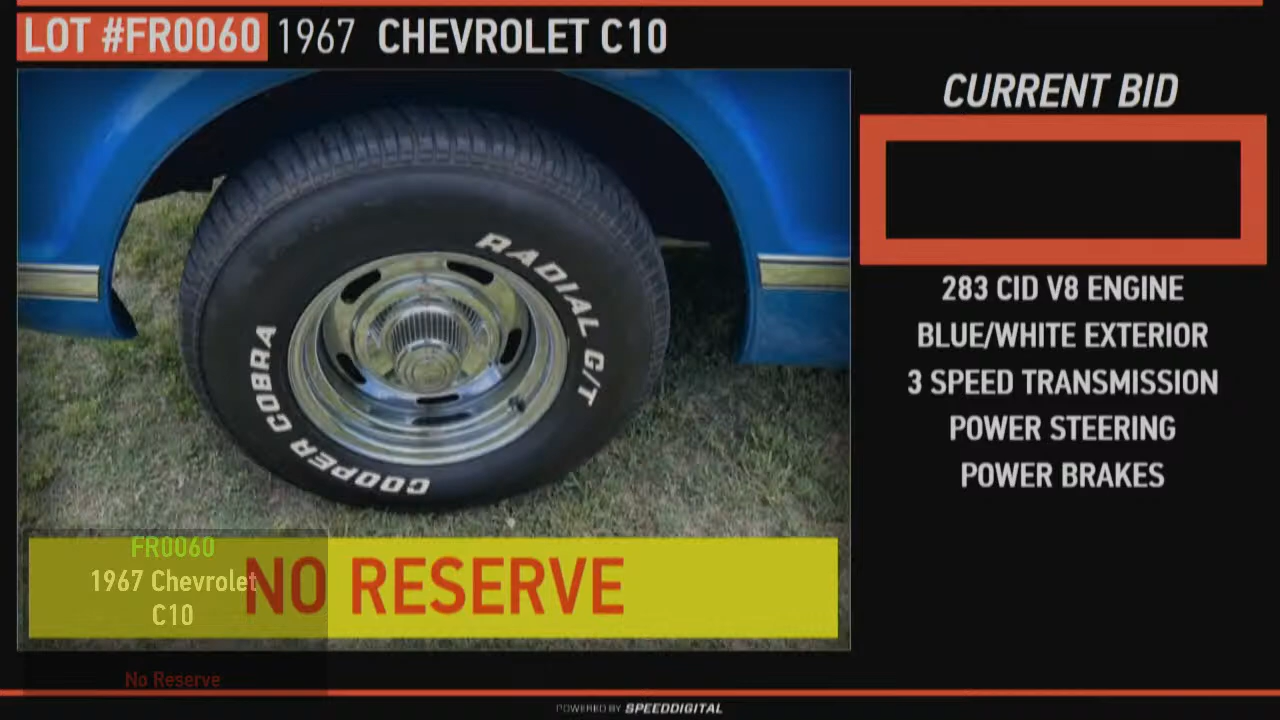 LOT #FR0060 1967 CHEVROLET C10
CURRENT BID
RADIAL G/T
COOPER COBRA
283 CID V8 ENGINE
BLUE/WHITE EXTERIOR
3 SPEED TRANSMISSION
POWER STEERING
POWER BRAKES
NO RESERVE
FR0060
1967 Chevrolet
C10
No Reserve
POWERED BY SPEEDDIGITAL